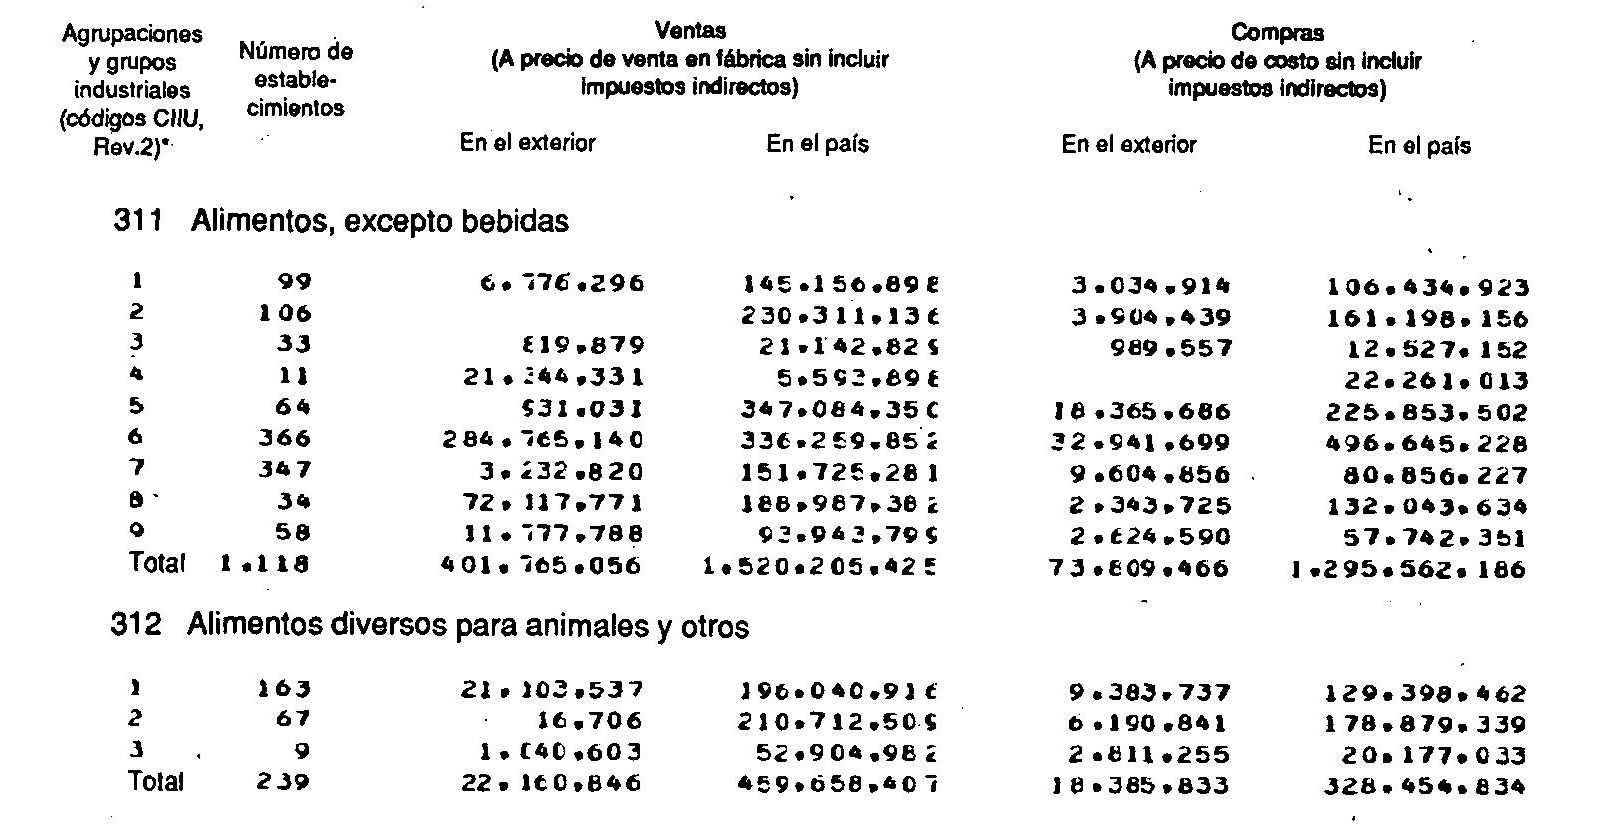 Agrupaciones y grupos industriales (códigos CIIU, Rev.2)*
Número de estable-cimientos
Ventas
(A precio de venta en fábrica sin incluir
impuestos indirectos)
Compras
(A precio de costo sin incluir
impuestos indirectos)
En el exterior En el país En el exterior En el país
311 Alimentos, excepto bebidas
1 99 6.776.296 145.156.898 3.034.914 106.434.923
2 106 230.311.136 3.904.439 161.198.156
3 33 819.879 21.142.829 989.557 12.527.152
4 11 21.344.331 5.593.898 22.261.013
5 64 931.031 347.084.350 18.365.686 225.853.502
6 366 284.765.140 336.259.852 32.941.699 496.645.228
7 347 3.232.820 151.725.281 9.604.856 80.856.227
8 34 72.117.771 188.987.382 2.343.725 132.043.634
9 58 11.777.788 93.943.799 2.624.590 57.742.351
Total 1.118 401.765.056 1.520.205.425 73.809.466 1.295.562.186
312 Alimentos diversos para animales y otros
1 163 21.103.537 196.040.916 9.383.737 129.398.462
2 67 16.706 210.712.509 6.190.841 178.879.339
3 9 1.040.603 52.904.982 2.811.255 20.177.033
Total 239 22.160.846 459.658.407 18.385.833 328.454.834